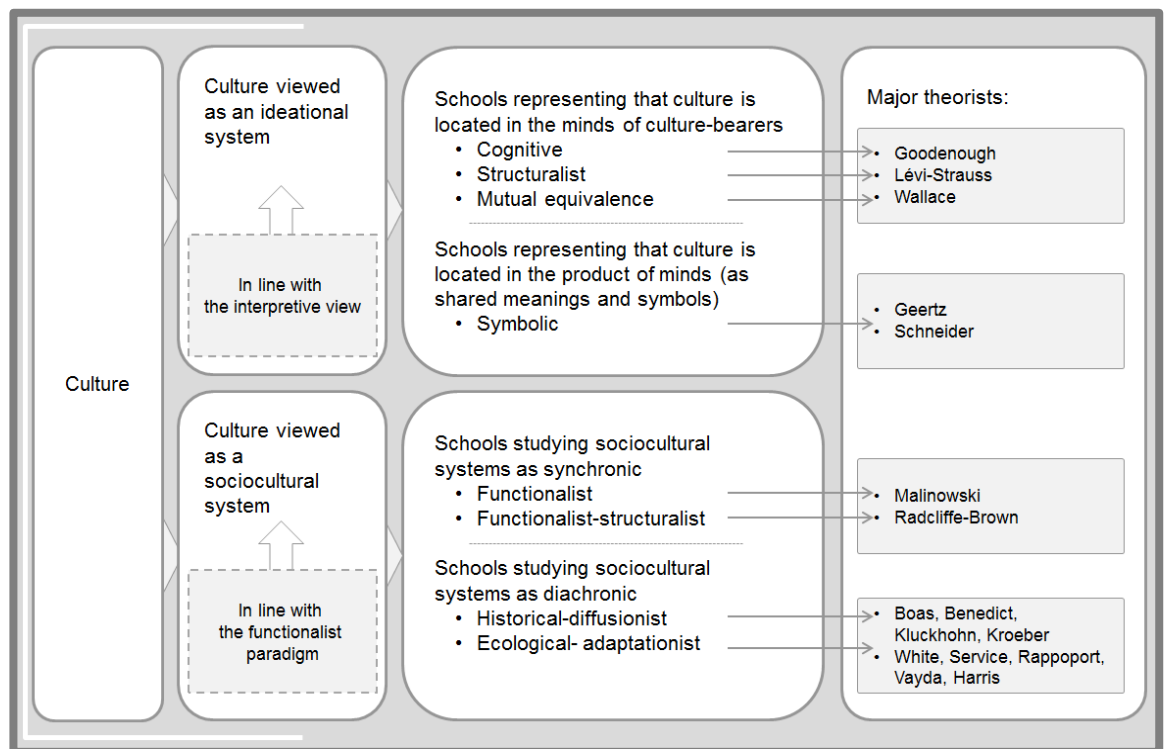 Culture
Culture viewed
as an ideational
system
In line with
the interpretive view
Schools representing that culture is
located in the minds of culture-bearers
• Cognitive
• Structuralist
• Mutual equivalence
Schools representing that culture is
located in the product of minds (as
shared meanings and symbols)
• Symbolic
Culture viewed
as a
sociocultural
system
In line with
the functionalist
paradigm
Schools studying sociocultural
systems as synchronic
• Functionalist
• Functionalist-structuralist
Schools studying sociocultural
systems as diachronic
• Historical-diffusionist
• Ecological- adaptationist
Major theorists:
• Goodenough
• Lévi-Strauss
• Wallace
• Geertz
• Schneider
• Malinowski
• Radcliffe-Brown
• Boas, Benedict,
Kluckhohn, Kroeber
• White, Service, Rappoport,
Vayda, Harris